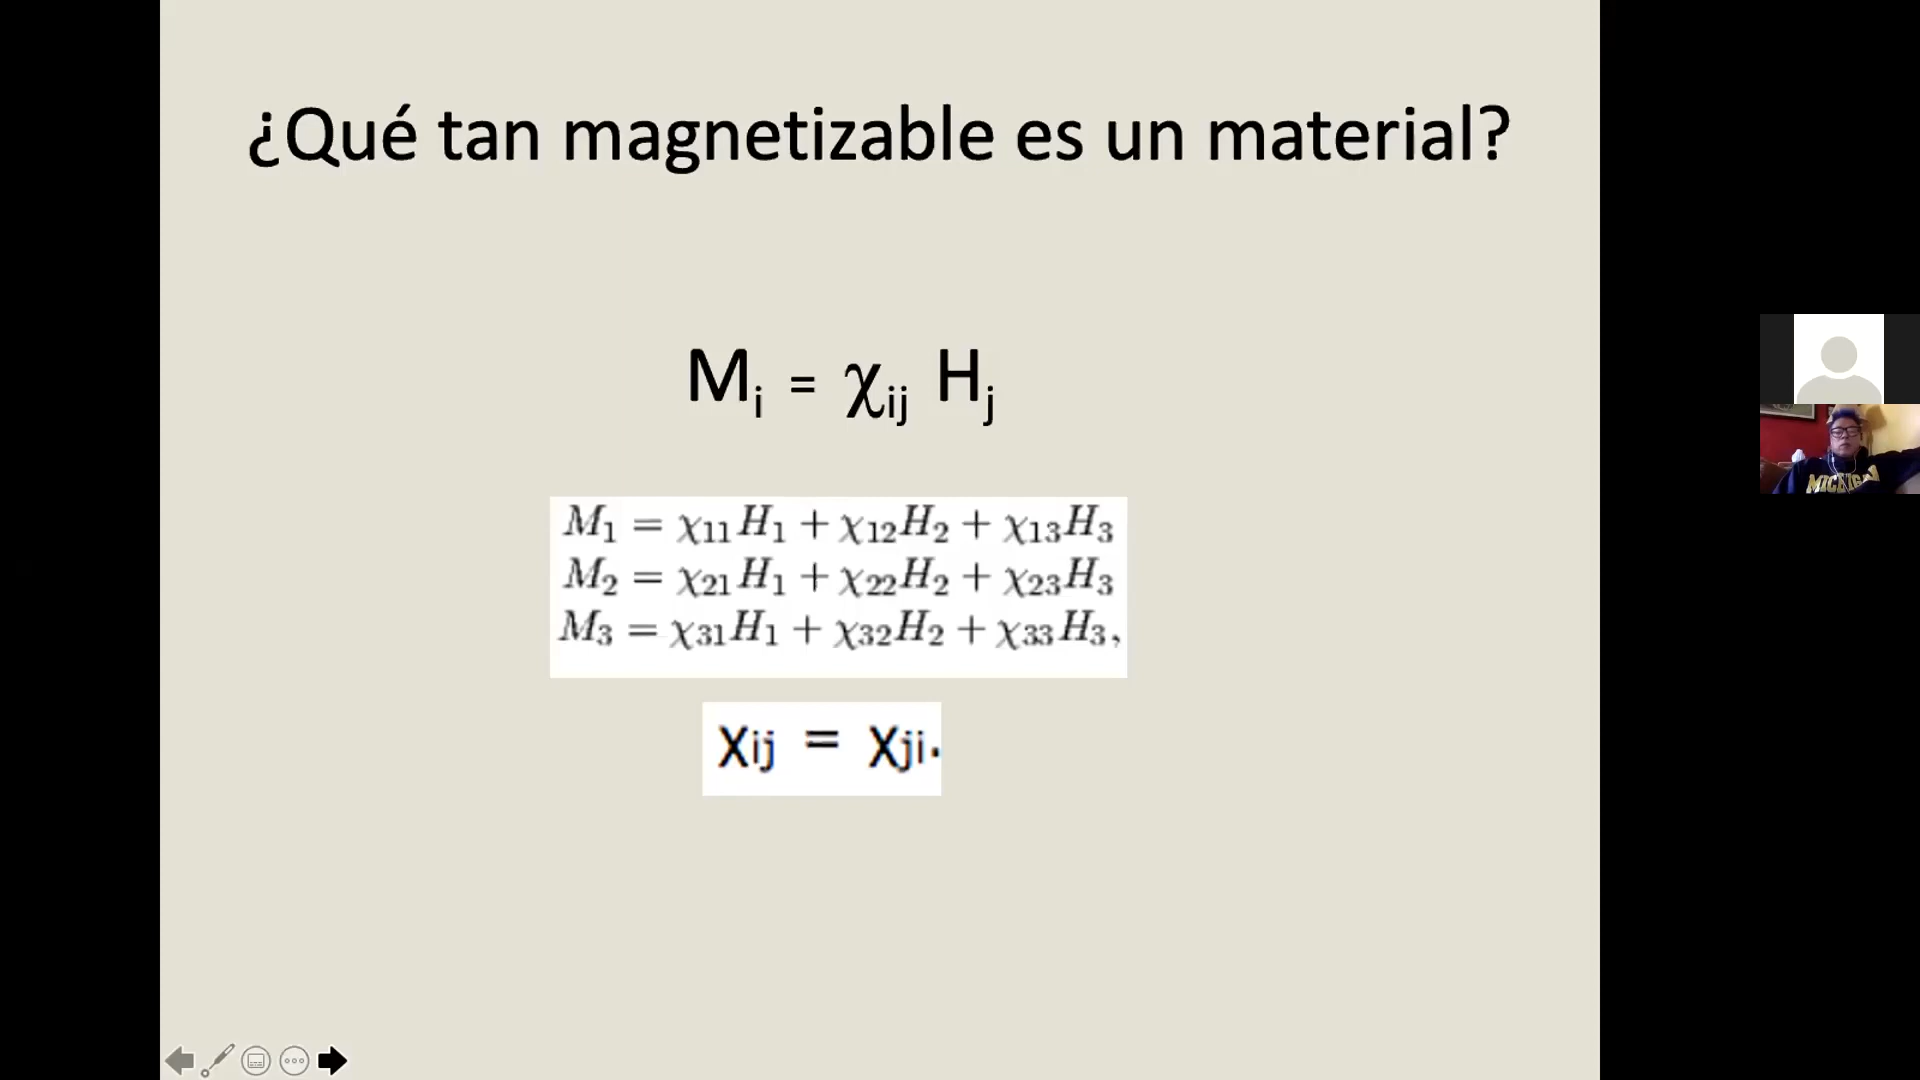 ¿Qué tan magnetizable es un material?
Mi = χij Hj
M1 = χ11H1 + χ12H2 + χ13H3
M2 = χ21H1 + χ22H2 + χ23H3
M3 = χ31H1 + χ32H2 + χ33H3,
χij = χji.
MICHIGAN